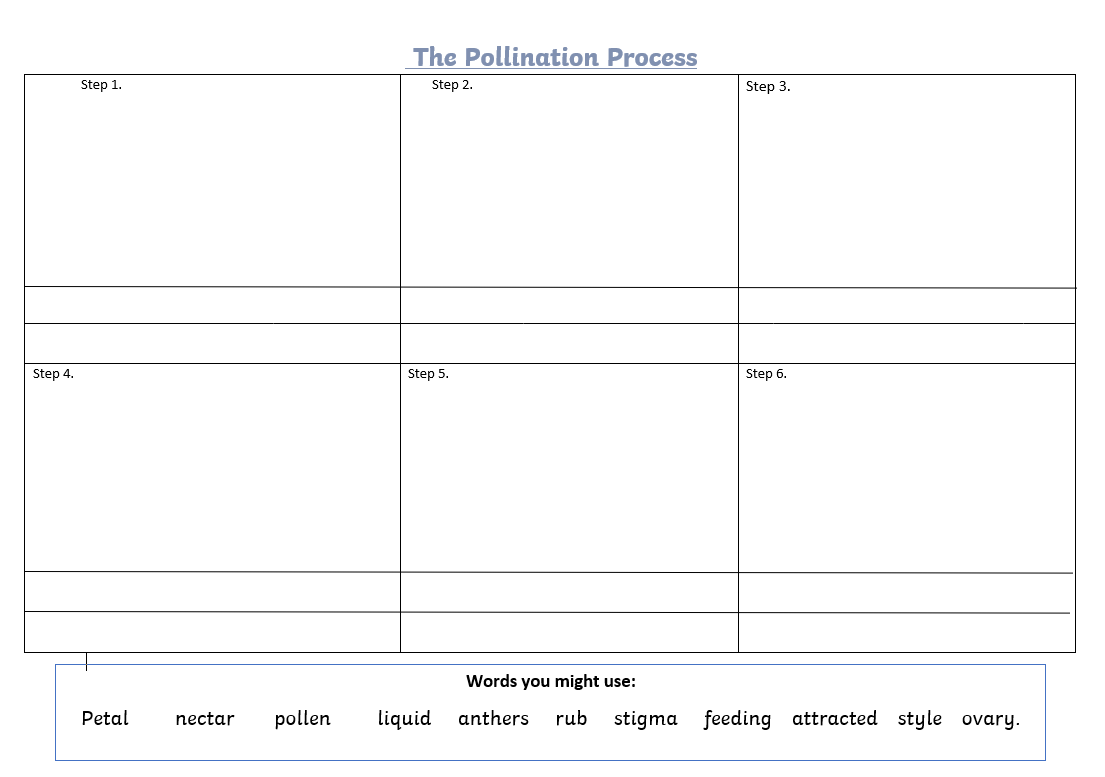 The Pollination Process
Step 1.
Step 2.
Step 3.
Step 4.
Step 5.
Step 6.
Words you might use:
Petal nectar pollen liquid anthers rub stigma feeding attracted style ovary.